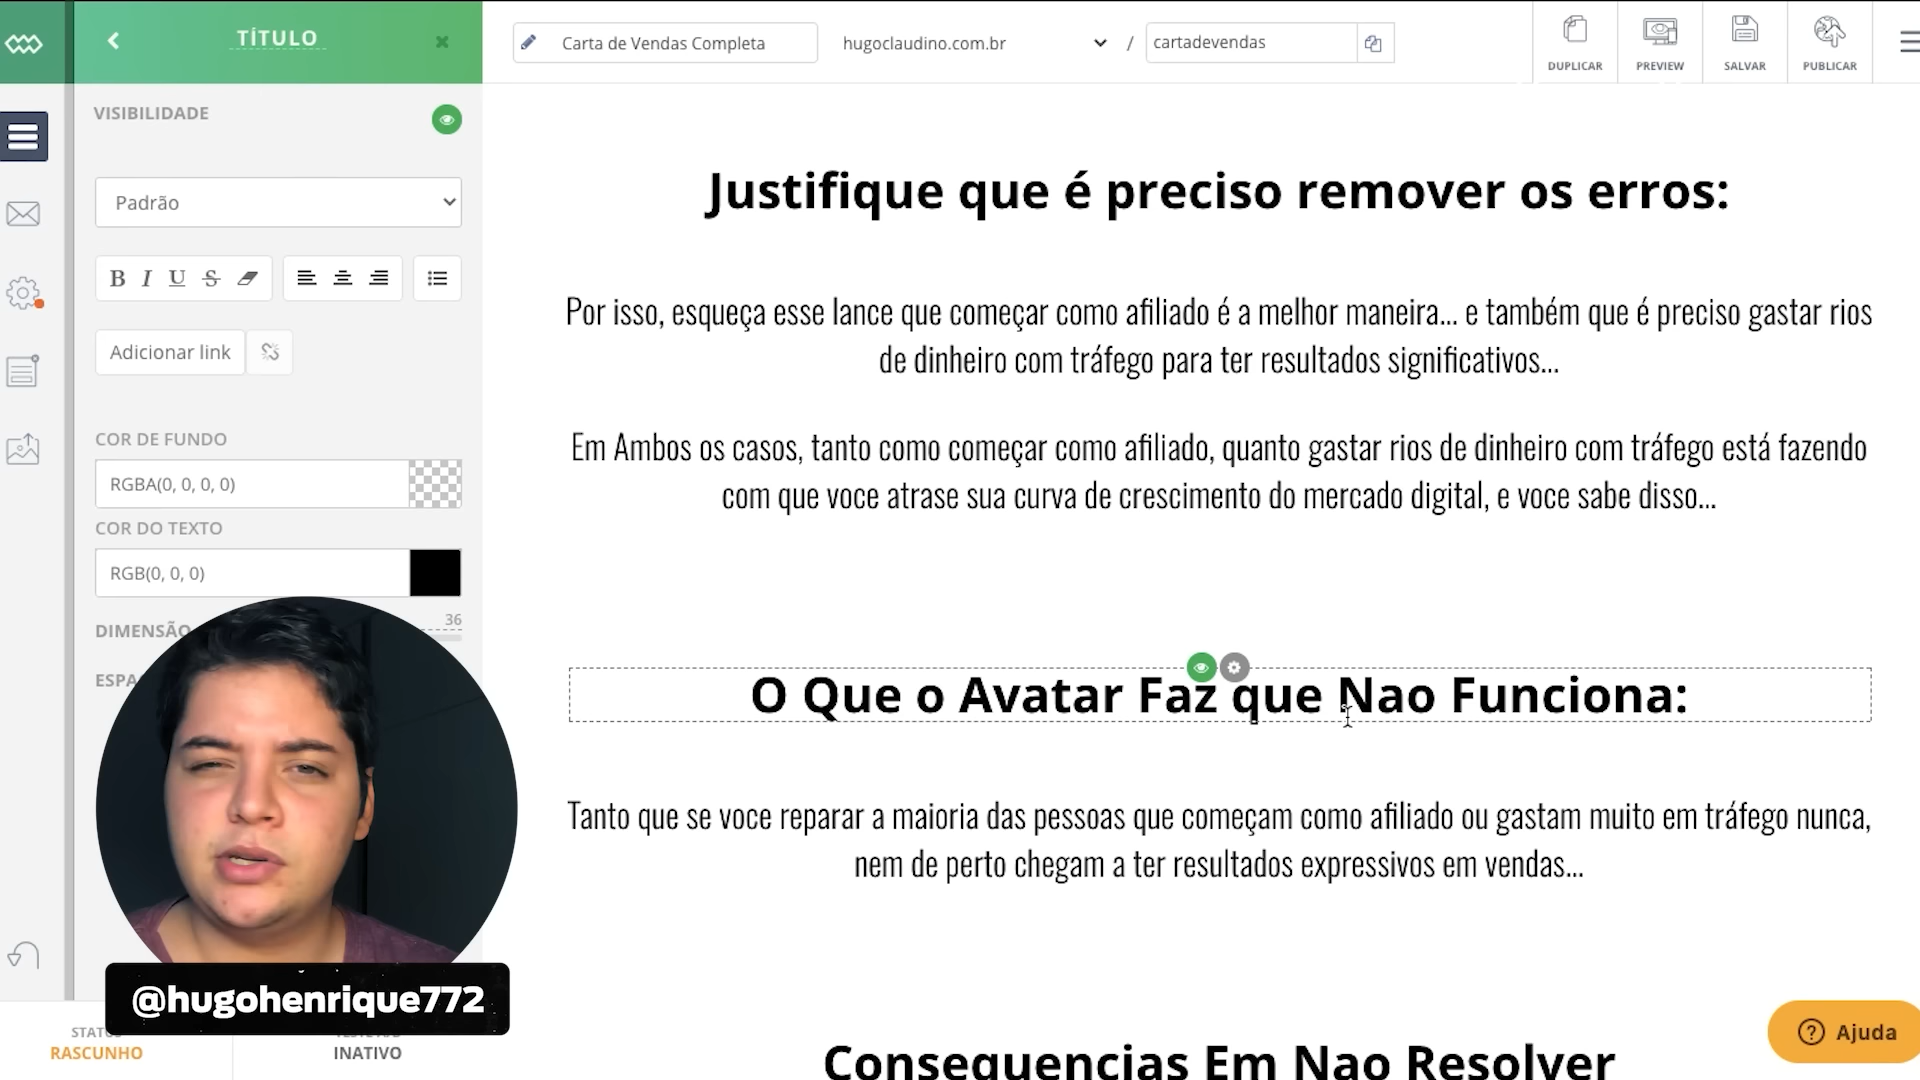 TÍTULO
Carta de Vendas Completa
hugoclaudino.com.br
/
cartadevendas
DUPLICAR
PREVIEW
SALVAR
PUBLICAR
VISIBILIDADE
Padrão
B I U S
Adicionar link
COR DE FUNDO
RGBA(0, 0, 0, 0)
COR DO TEXTO
RGB(0, 0, 0)
DIMENSÃO
36
Justifique que é preciso remover os erros:
Por isso, esqueça esse lance que começar como afiliado é a melhor maneira... e também que é preciso gastar rios
de dinheiro com tráfego para ter resultados significativos...
Em Ambos os casos, tanto como começar como afiliado, quanto gastar rios de dinheiro com tráfego está fazendo
com que voce atrase sua curva de crescimento do mercado digital, e voce sabe disso...
O Que o Avatar Faz que Nao Funciona:
Tanto que se voce reparar a maioria das pessoas que começam como afiliado ou gastam muito em tráfego nunca,
nem de perto chegam a ter resultados expressivos em vendas...
Consequencias Em Nao Resolver
@hugohenrique772
RASCUNHO
INATIVO
Ajuda